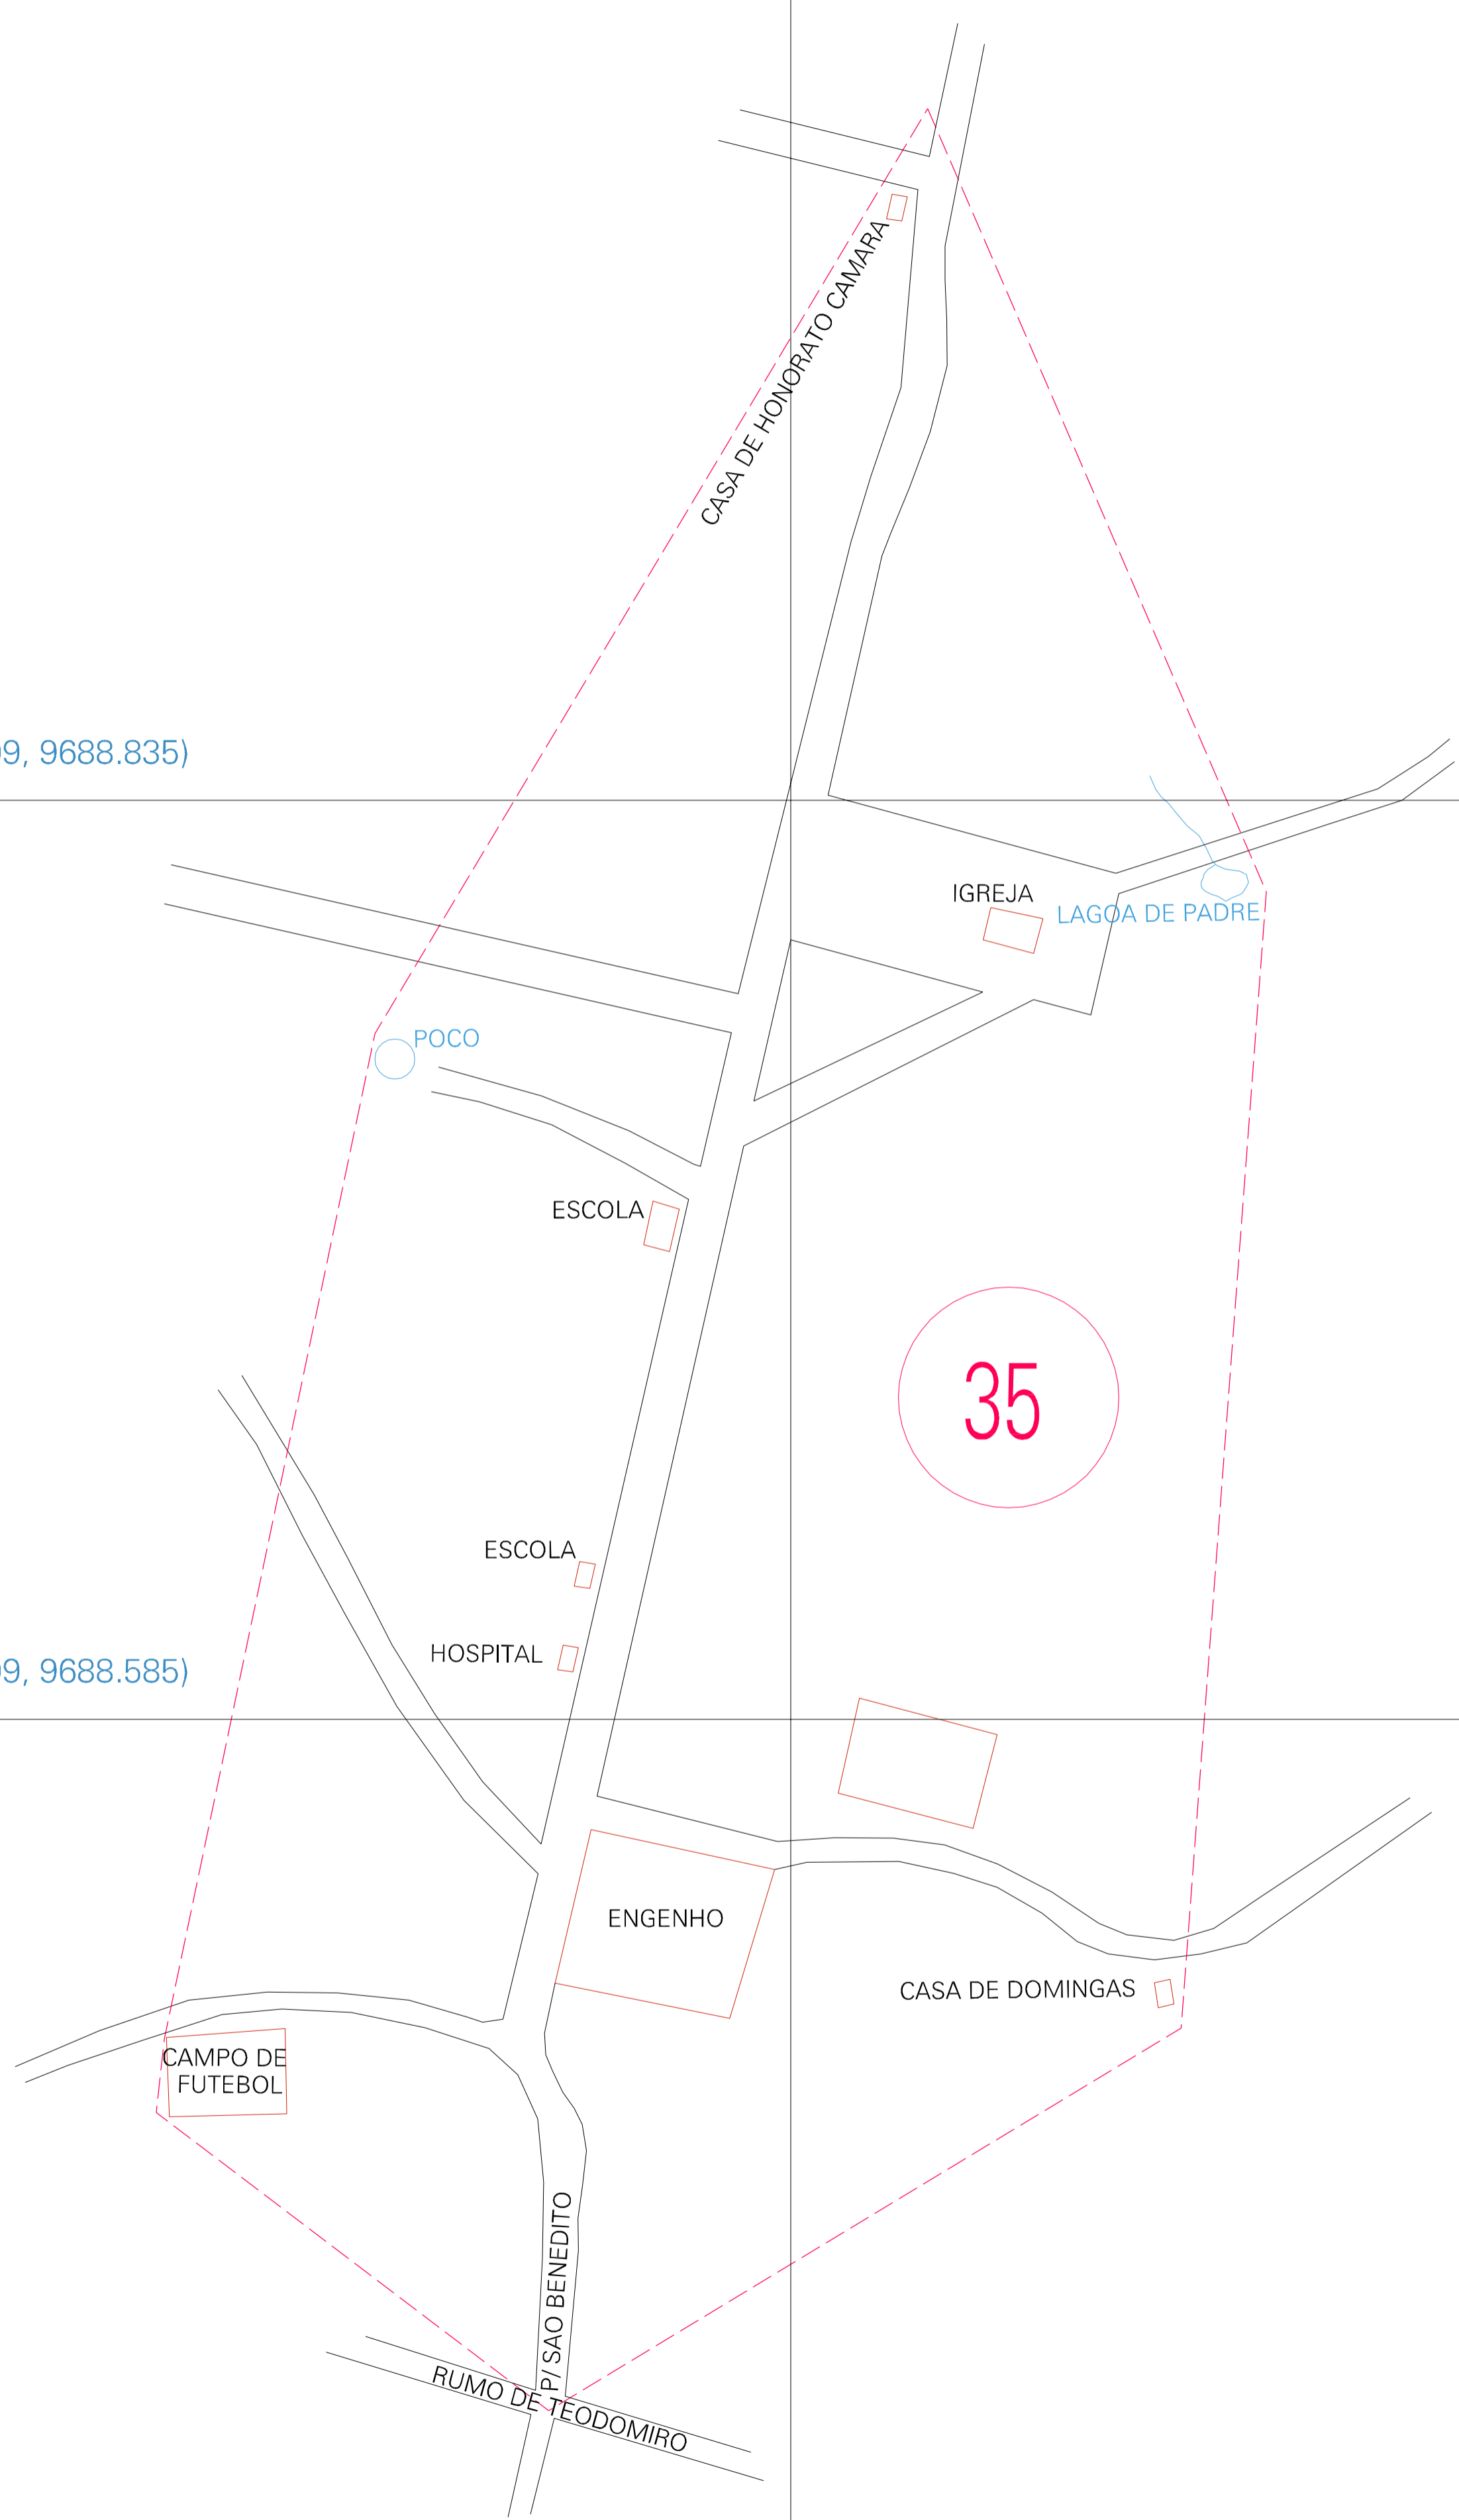 CASA DE HONORATO CAMARA
9, 9688.835)
IGREJA
LAGOA DE PADRE
POCO
ESCOLA
35
ESCOLA
HOSPITAL
9, 9688.585)
ENGENHO
CASA DE DOMINGAS
CAMPO DE
FUTEBOL
P/ SAO BENEDITO
RUMO DE TEODOMIRO